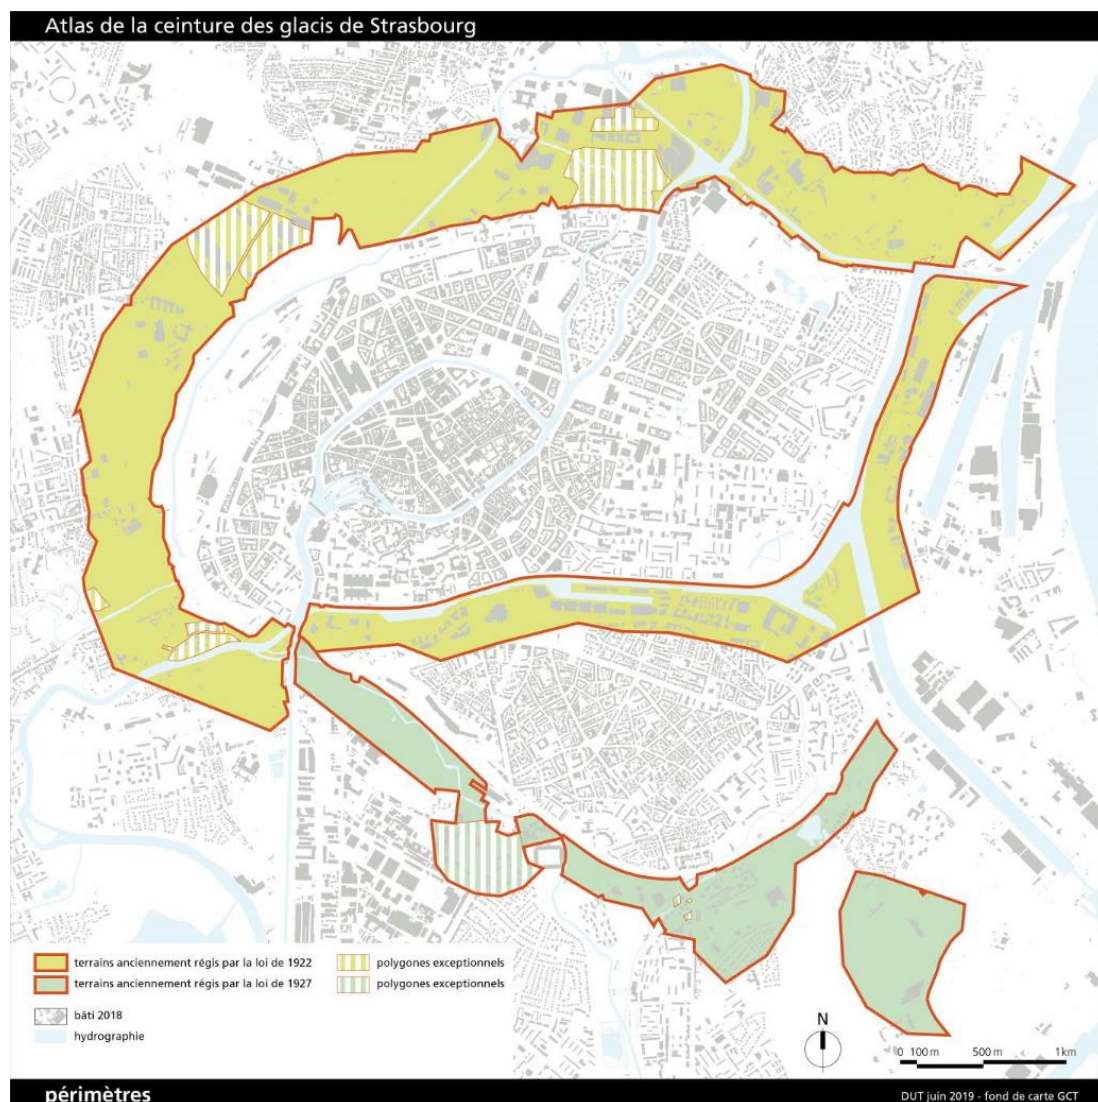 Atlas de la ceinture des glacis de Strasbourg
terrains anciennement régis par la loi de 1922
polygones exceptionnels
terrains anciennement régis par la loi de 1927
polygones exceptionnels
bâti 2018
hydrographie
N
0 100 m 500 m 1km
périmètres
DUT juin 2019 - fond de carte GCT